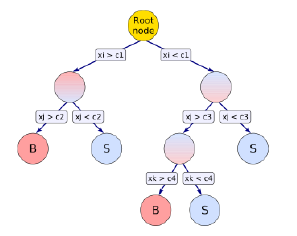 Root
node
xi > c1
xi < c1
xj > c2
xj < c2
xj > c3
xj < c3
B
S
S
xk > c4
xk < c4
B
S